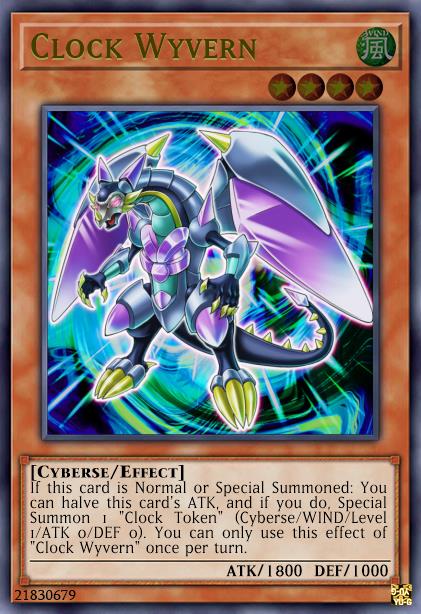 CLOCK WYVERN
WIND
風
[CYBERSE/EFFECT]
If this card is Normal or Special Summoned: You
can halve this card's ATK, and if you do, Special
Summon 1 "Clock Token" (Cyberse/WIND/Level
1/ATK 0/DEF 0). You can only use this effect of
"Clock Wyvern" once per turn.
ATK/1800 DEF/1000
21830679